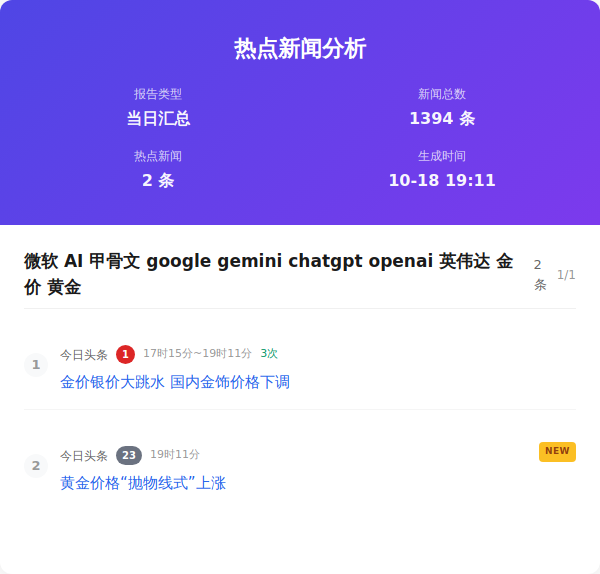 热点新闻分析
报告类型
新闻总数
当日汇总
1394 条
热点新闻
生成时间
2 条
10-18 19:11
微软 AI 甲骨文 google gemini chatgpt openai 英伟达 金
价 黄金
2
条
1/1
1
今日头条 1 17时15分~19时11分 3次
金价银价大跳水 国内金饰价格下调
2
今日头条 23 19时11分
NEW
黄金价格“抛物线式”上涨